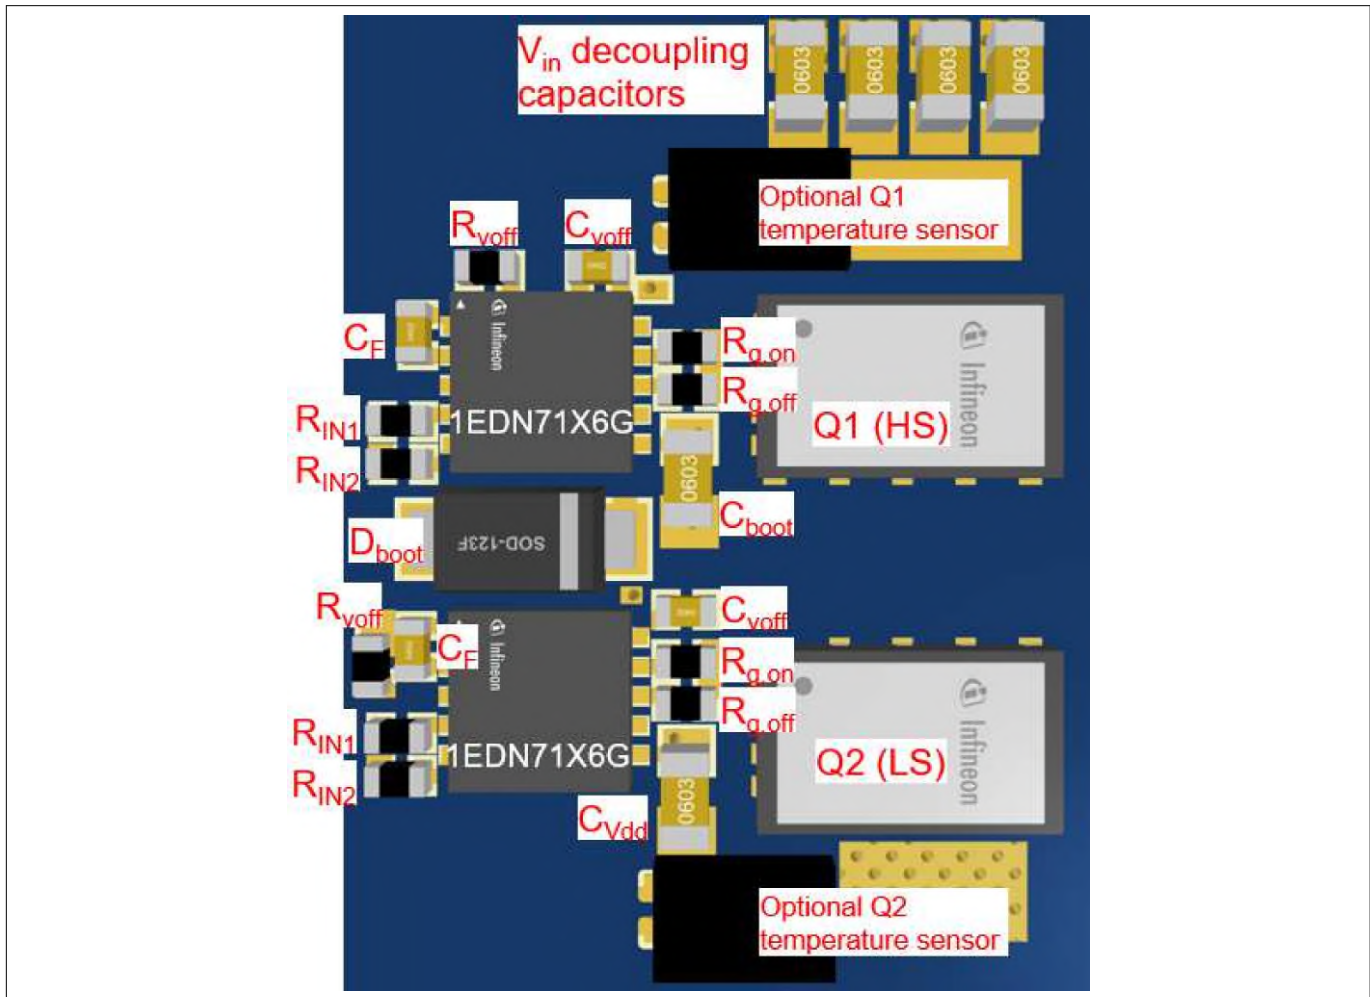 Vin decoupling
capacitors
0603
0603
0603
0603
Optional Q1
temperature sensor
Rvoff
Cvoff
CF
Infineon
1EDN71X6G
Rg,on
Rg,off
Infineon
Q1 (HS)
RIN1
RIN2
0603
Cboot
Dboot
SOD-123F
Rvoff
CF
Infineon
1EDN71X6G
Cvoff
Rg,on
Rg,off
Infineon
Q2 (LS)
RIN1
RIN2
0603
CVdd
Optional Q2
temperature sensor